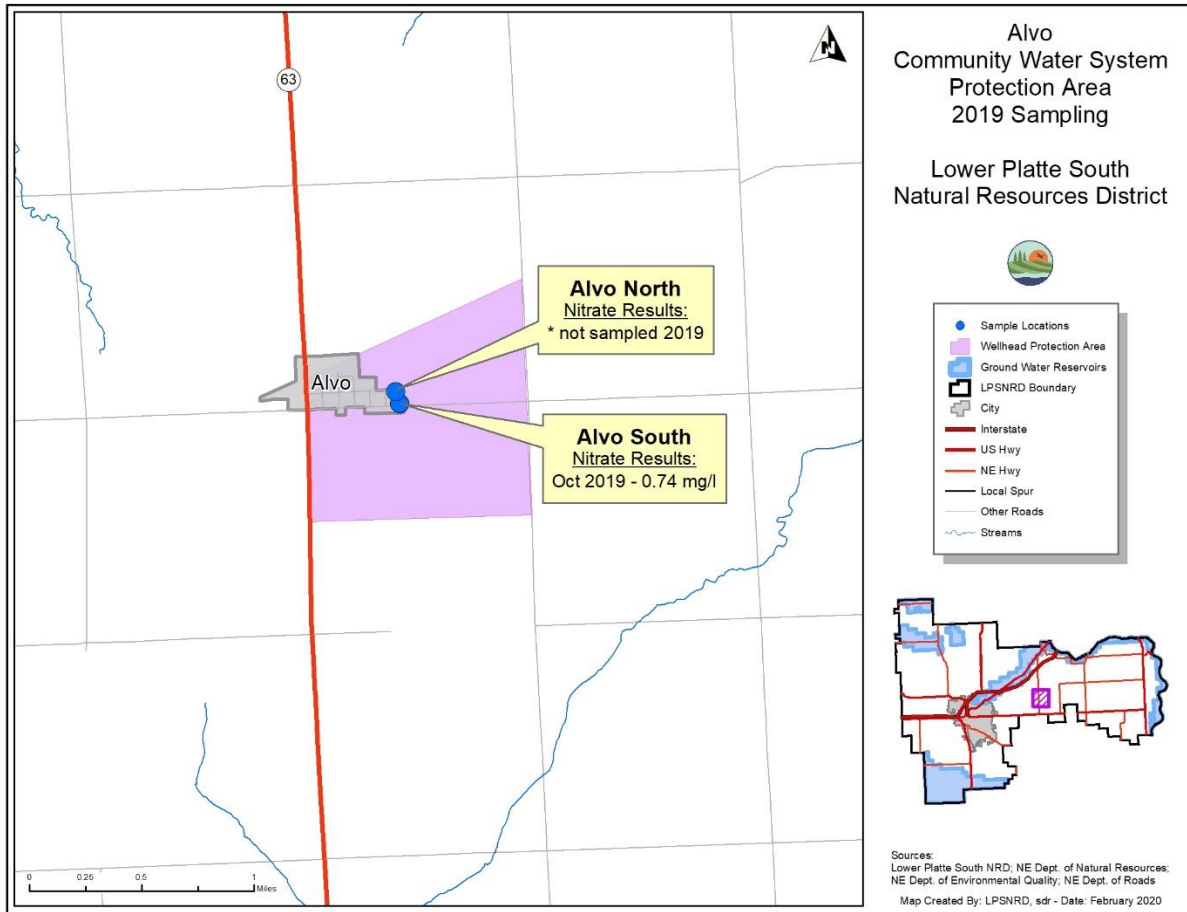 Alvo
Community Water System
Protection Area
2019 Sampling
Lower Platte South
Natural Resources District
N
63
Alvo North
Nitrate Results:
* not sampled 2019
Alvo
Alvo South
Nitrate Results:
Oct 2019 - 0.74 mg/l
Sample Locations
Wellhead Protection Area
Ground Water Reservoirs
LPSNRD Boundary
City
Interstate
US Hwy
NE Hwy
Local Spur
Other Roads
Streams
0 0.25 0.5 1
Miles
Sources:
Lower Platte South NRD; NE Dept. of Natural Resources;
NE Dept. of Environmental Quality; NE Dept. of Roads
Map Created By: LPSNRD, sdr - Date: February 2020